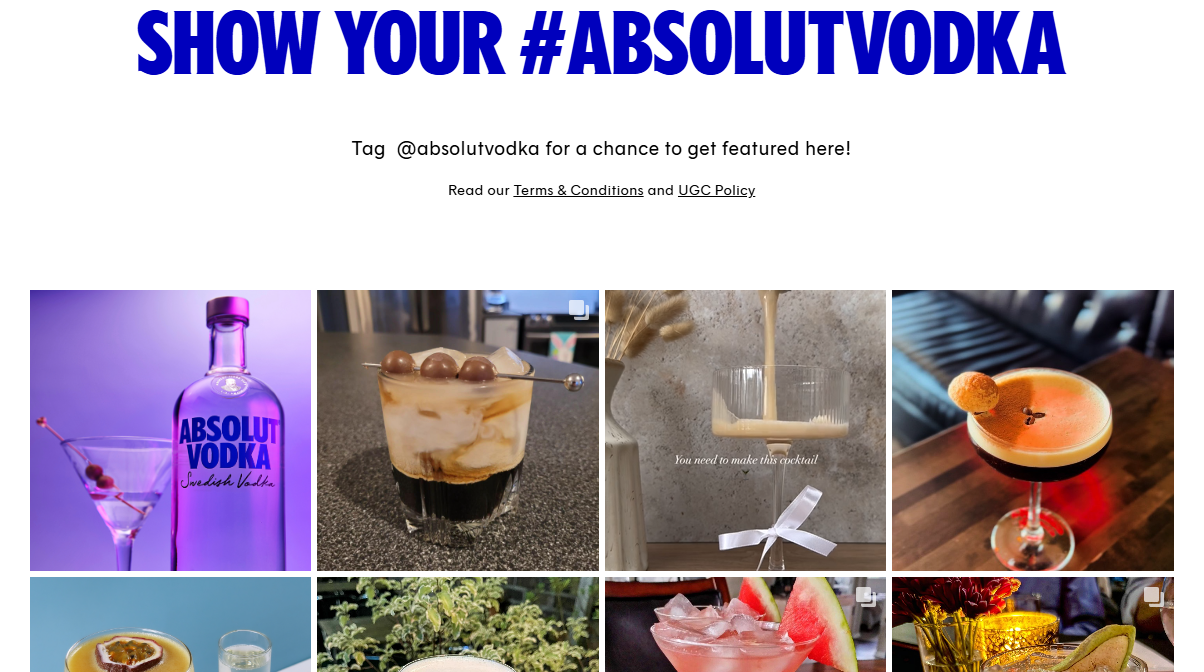 SHOW YOUR #ABSOLUTVODKA
Tag @absolutvodka for a chance to get featured here!
Read our Terms & Conditions and UGC Policy
ABSOLUT
VODKA
Swedish Vodka
You need to make this cocktail